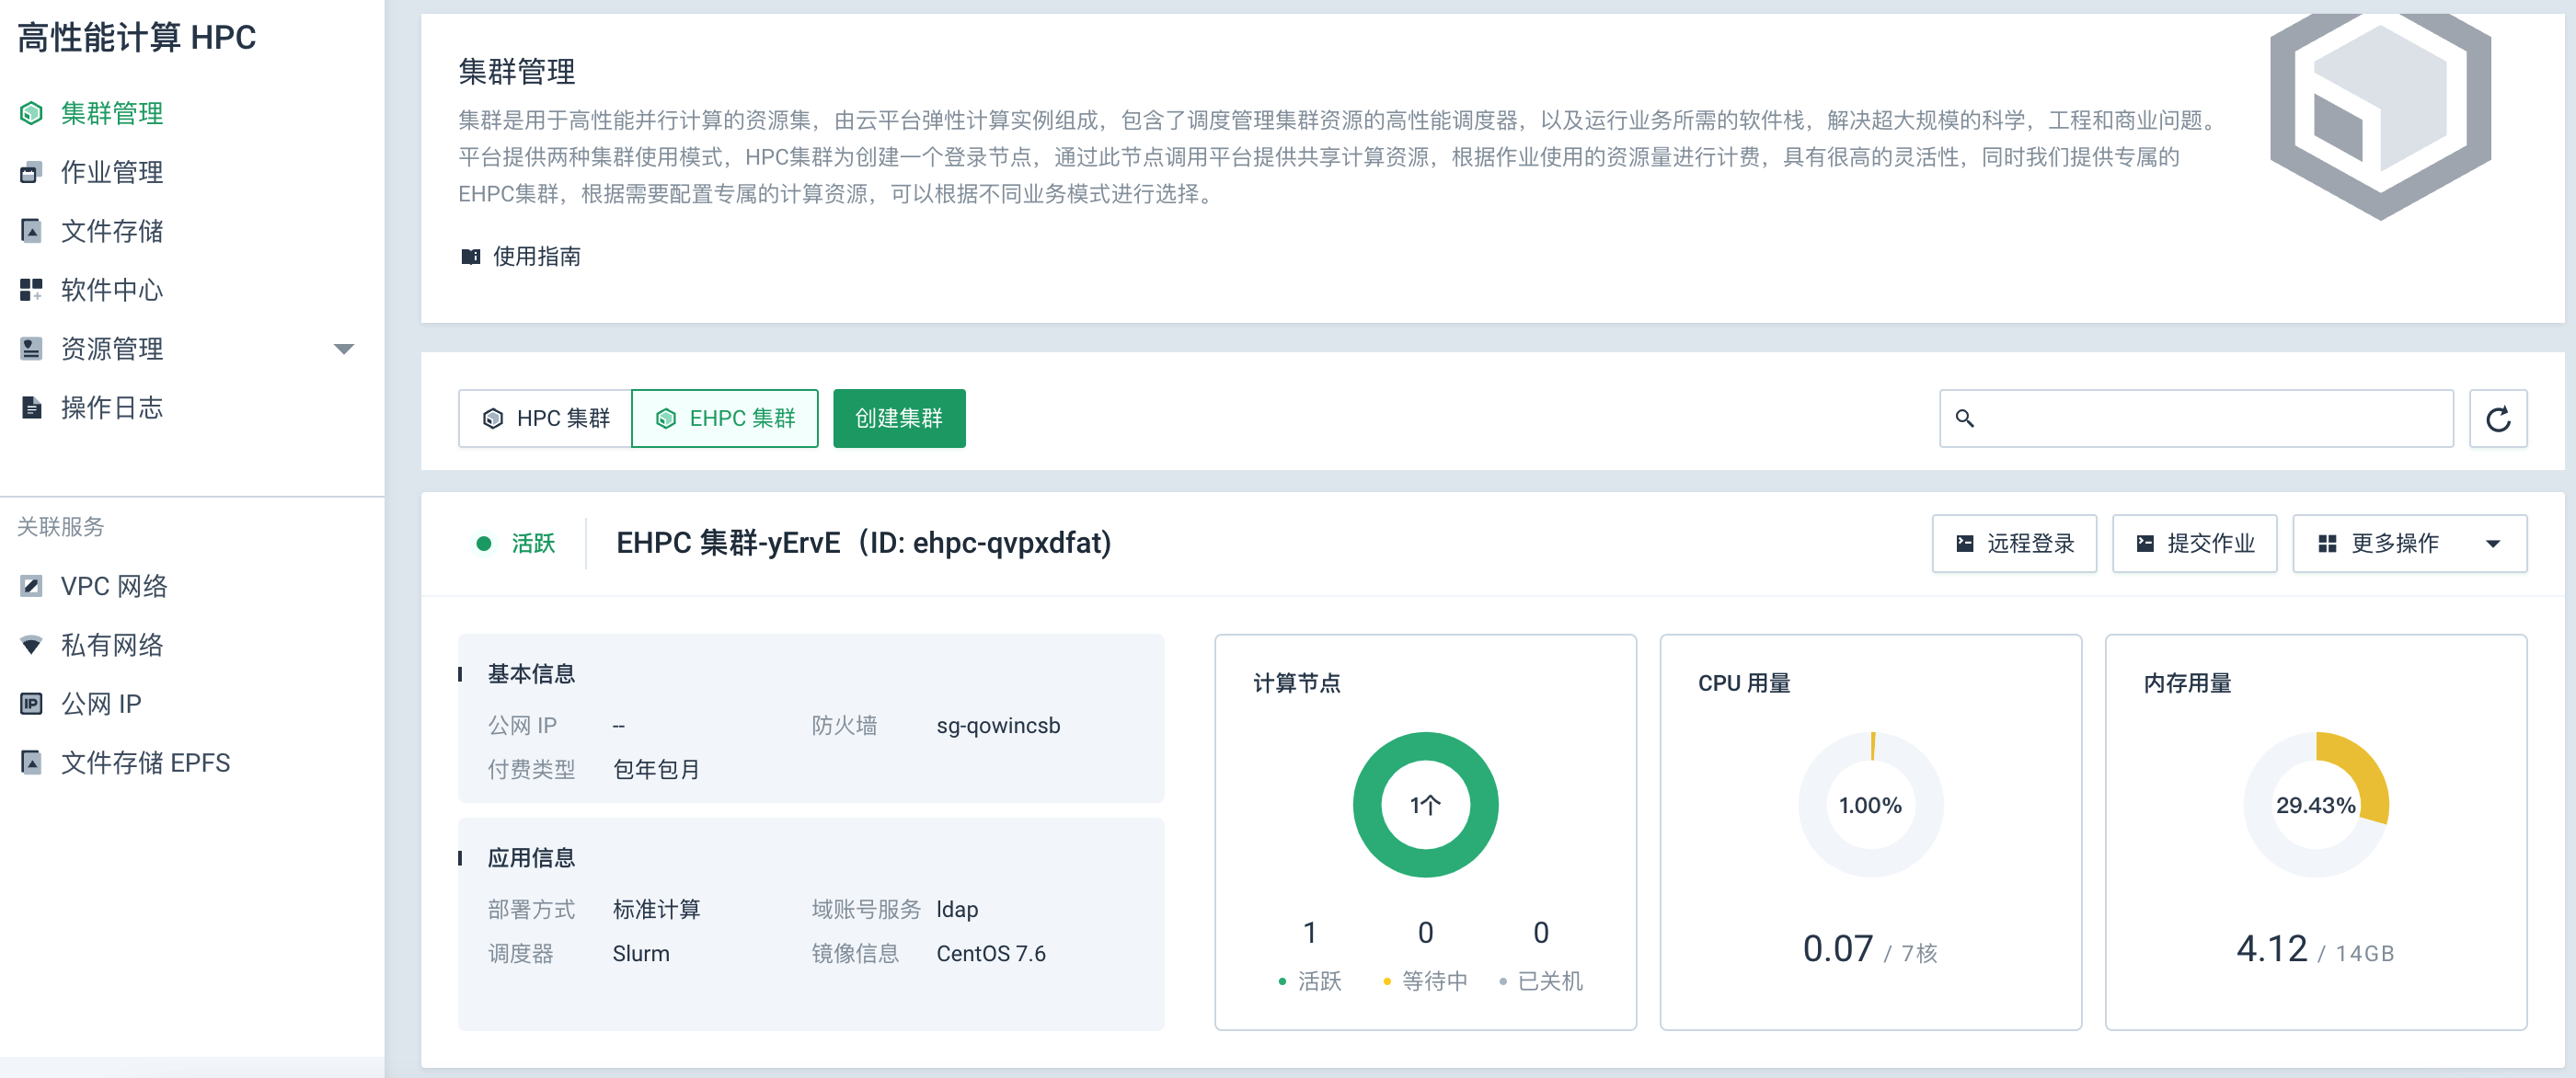 高性能计算 HPC
集群管理
作业管理
文件存储
软件中心
资源管理
操作日志
关联服务
VPC 网络
私有网络
IP 公网 IP
文件存储 EPFS
集群管理
集群是用于高性能并行计算的资源集，由云平台弹性计算实例组成，包含了调度管理集群资源的高性能调度器，以及运行业务所需的软件栈，解决超大规模的科学，工程和商业问题。
平台提供两种集群使用模式，HPC集群为创建一个登录节点，通过此节点调用平台提供共享计算资源，根据作业使用的资源量进行计费，具有很高的灵活性，同时我们提供专属的
EHPC集群，根据需要配置专属的计算资源，可以根据不同业务模式进行选择。
使用指南
HPC 集群 EHPC 集群 创建集群
活跃 EHPC 集群-yErvE（ID: ehpc-qvpxdfat) 远程登录 提交作业 更多操作
基本信息
公网 IP -- 防火墙 sg-qowincsb
付费类型 包年包月
应用信息
部署方式 标准计算 域账号服务 ldap
调度器 Slurm 镜像信息 CentOS 7.6
计算节点
1个
1 0 0
活跃 等待中 已关机
CPU 用量
1.00%
0.07 / 7核
内存用量
29.43%
4.12 / 14GB